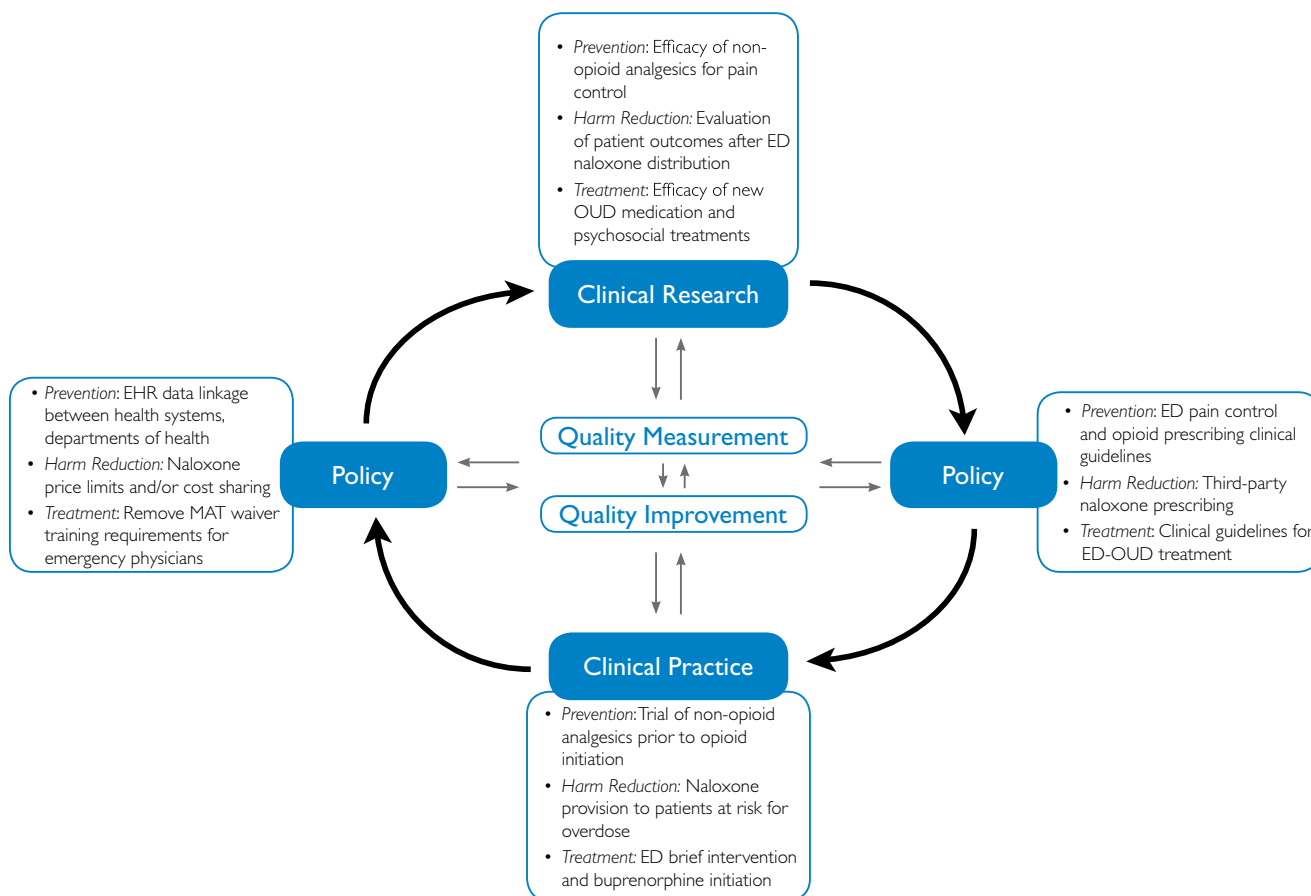 • Prevention: Efficacy of non-
opioid analgesics for pain
control
• Harm Reduction: Evaluation
of patient outcomes after ED
naloxone distribution
• Treatment: Efficacy of new
OUD medication and
psychosocial treatments
Clinical Research
• Prevention: EHR data linkage
between health systems,
departments of health
• Harm Reduction: Naloxone
price limits and/or cost sharing
• Treatment: Remove MAT waiver
training requirements for
emergency physicians
Policy
Quality Measurement
Quality Improvement
Policy
• Prevention: ED pain control
and opioid prescribing clinical
guidelines
• Harm Reduction: Third-party
naloxone prescribing
• Treatment: Clinical guidelines for
ED-OUD treatment
Clinical Practice
• Prevention: Trial of non-opioid
analgesics prior to opioid
initiation
• Harm Reduction: Naloxone
provision to patients at risk for
overdose
• Treatment: ED brief intervention
and buprenorphine initiation